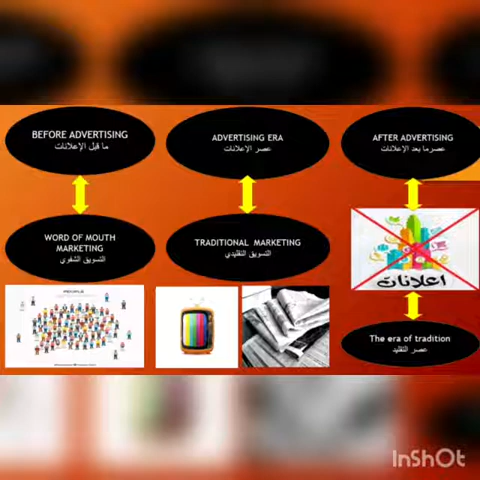 BEFORE ADVERTISING
ما قبل الإعلانات
ADVERTISING ERA
عصر الإعلانات
AFTER ADVERTISING
عصرما بعد الإعلانات
WORD OF MOUTH
MARKETING
التسويق الشفوي
TRADITIONAL MARKETING
التسويق التقليدي
اعلانات
PEOPLE
The era of tradition
عصر التقليد
InShOt